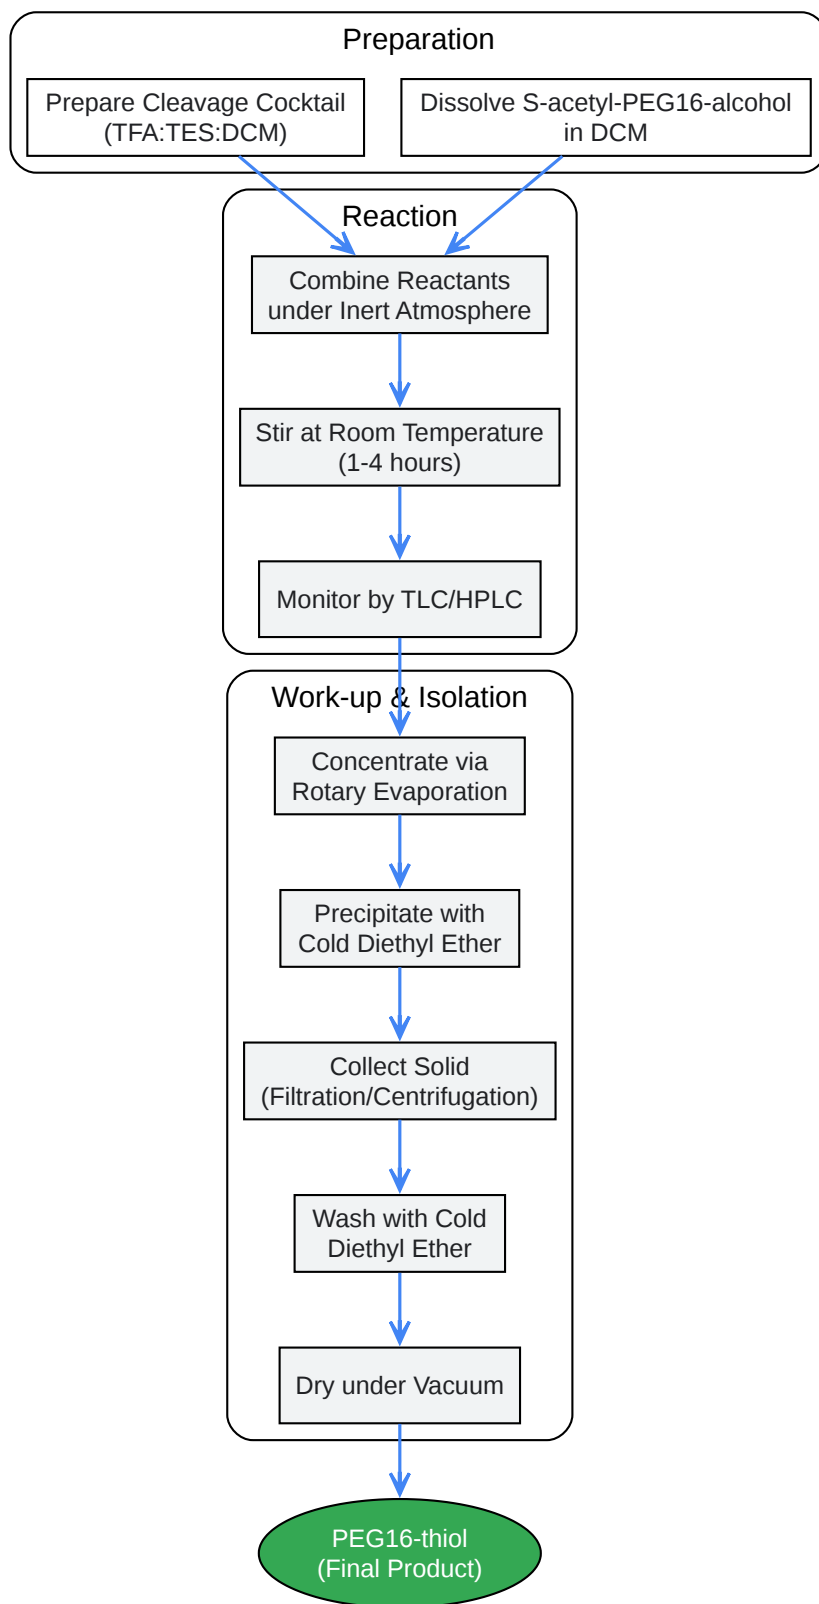 Preparation
Prepare Cleavage Cocktail
(TFA:TES:DCM)
Dissolve S-acetyl-PEG16-alcohol
in DCM
Reaction
Combine Reactants
under Inert Atmosphere
Stir at Room Temperature
(1-4 hours)
Monitor by TLC/HPLC
Work-up & Isolation
Concentrate via
Rotary Evaporation
Precipitate with
Cold Diethyl Ether
Collect Solid
(Filtration/Centrifugation)
Wash with Cold
Diethyl Ether
Dry under Vacuum
PEG16-thiol
(Final Product)